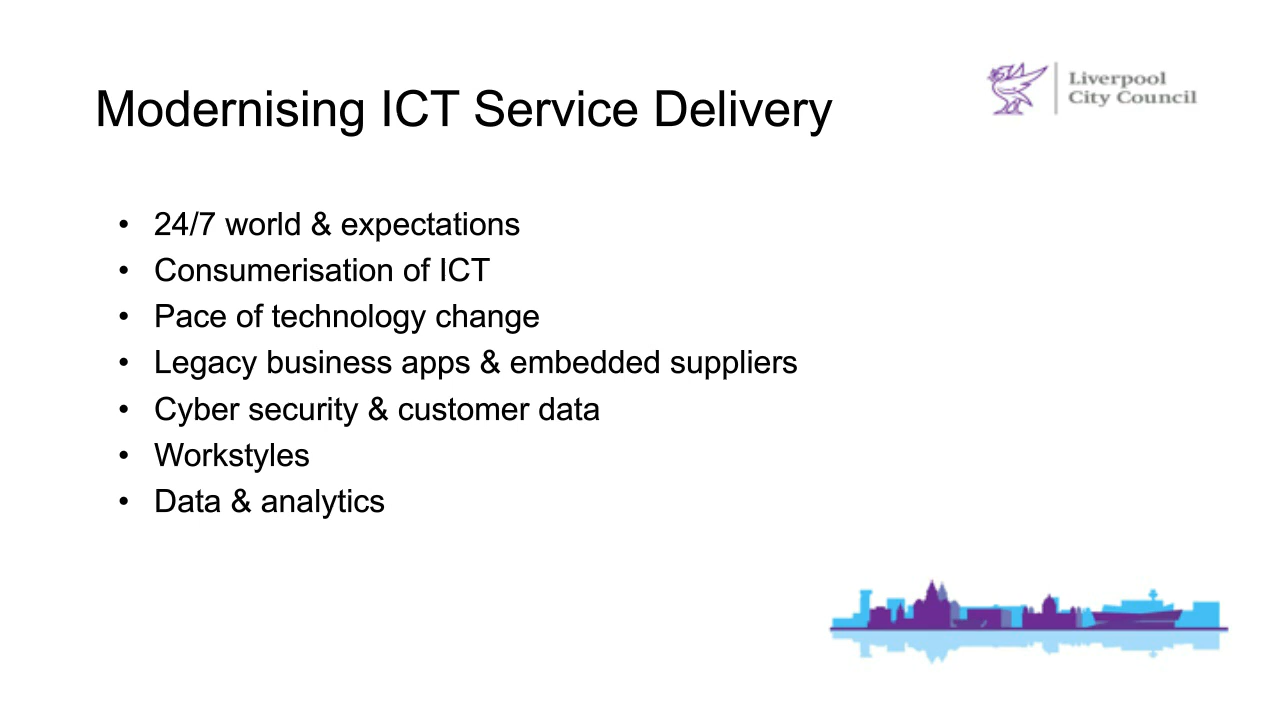 Modernising ICT Service Delivery
Liverpool
City Council
• 24/7 world & expectations
• Consumerisation of ICT
• Pace of technology change
• Legacy business apps & embedded suppliers
• Cyber security & customer data
• Workstyles
• Data & analytics